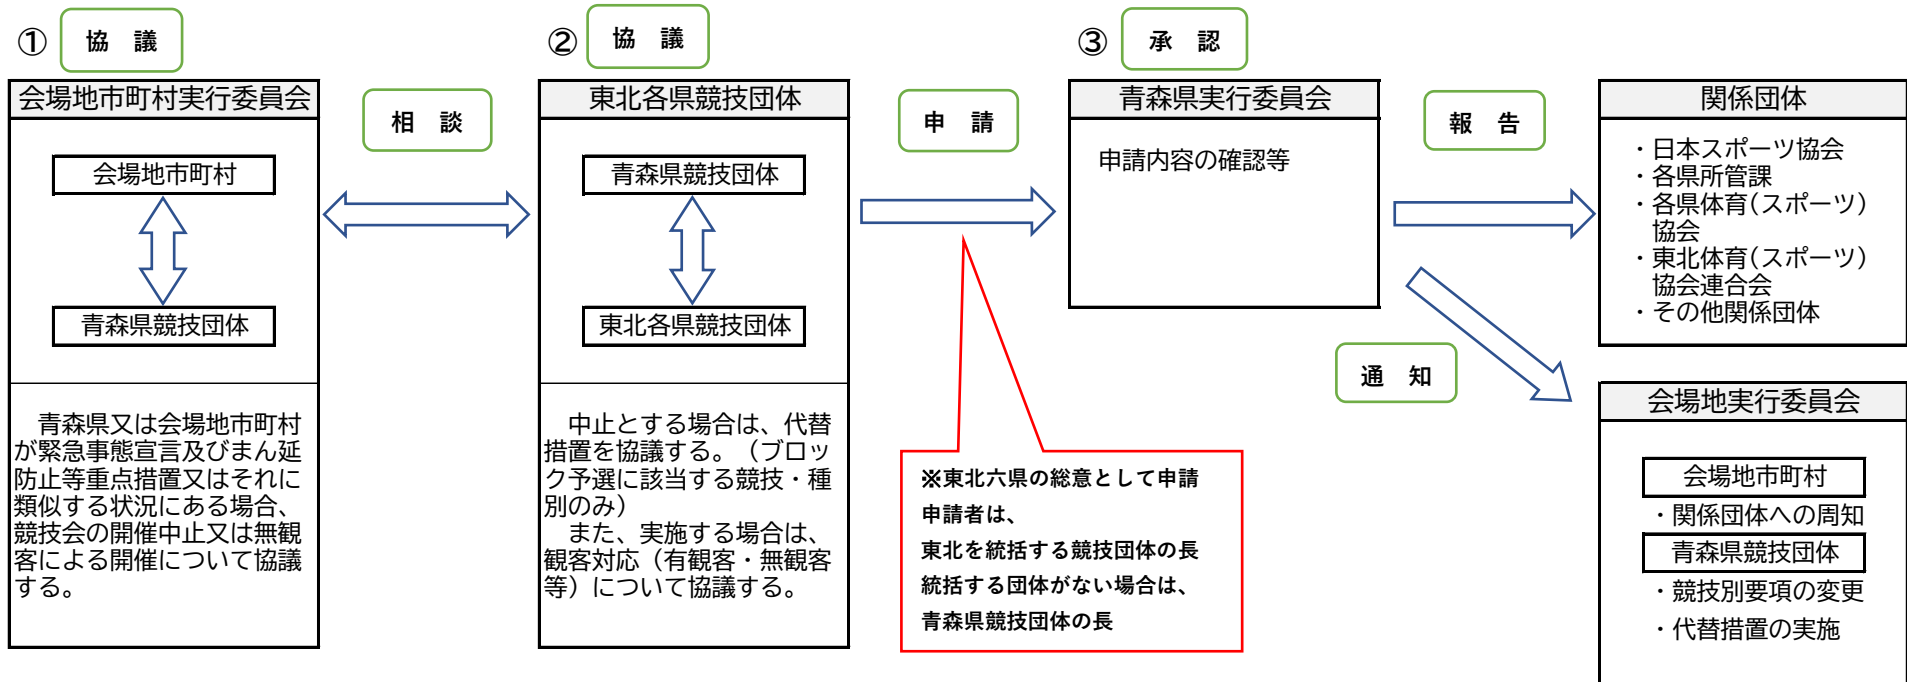 ① 協　議
会場地市町村実行委員会
会場地市町村
青森県競技団体
　青森県又は会場地市町村
が緊急事態宣言及びまん延
防止等重点措置又はそれに
類似する状況にある場合、
競技会の開催中止又は無観
客による開催について協議
する。
相　談
② 協　議
東北各県競技団体
青森県競技団体
東北各県競技団体
　中止とする場合は、代替
措置を協議する。（ブロッ
ク予選に該当する競技・種
別のみ）
　また、実施する場合は、
観客対応（有観客・無観客
等）について協議する。
申　請
※東北六県の総意として申請
申請者は、
東北を統括する競技団体の長
統括する団体がない場合は、
青森県競技団体の長
③ 承　認
青森県実行委員会
申請内容の確認等
報　告
関係団体
・日本スポーツ協会
・各県所管課
・各県体育(スポーツ)
協会
・東北体育(スポーツ)
協会連合会
・その他関係団体
通　知
会場地実行委員会
会場地市町村
・関係団体への周知
青森県競技団体
・競技別要項の変更
・代替措置の実施